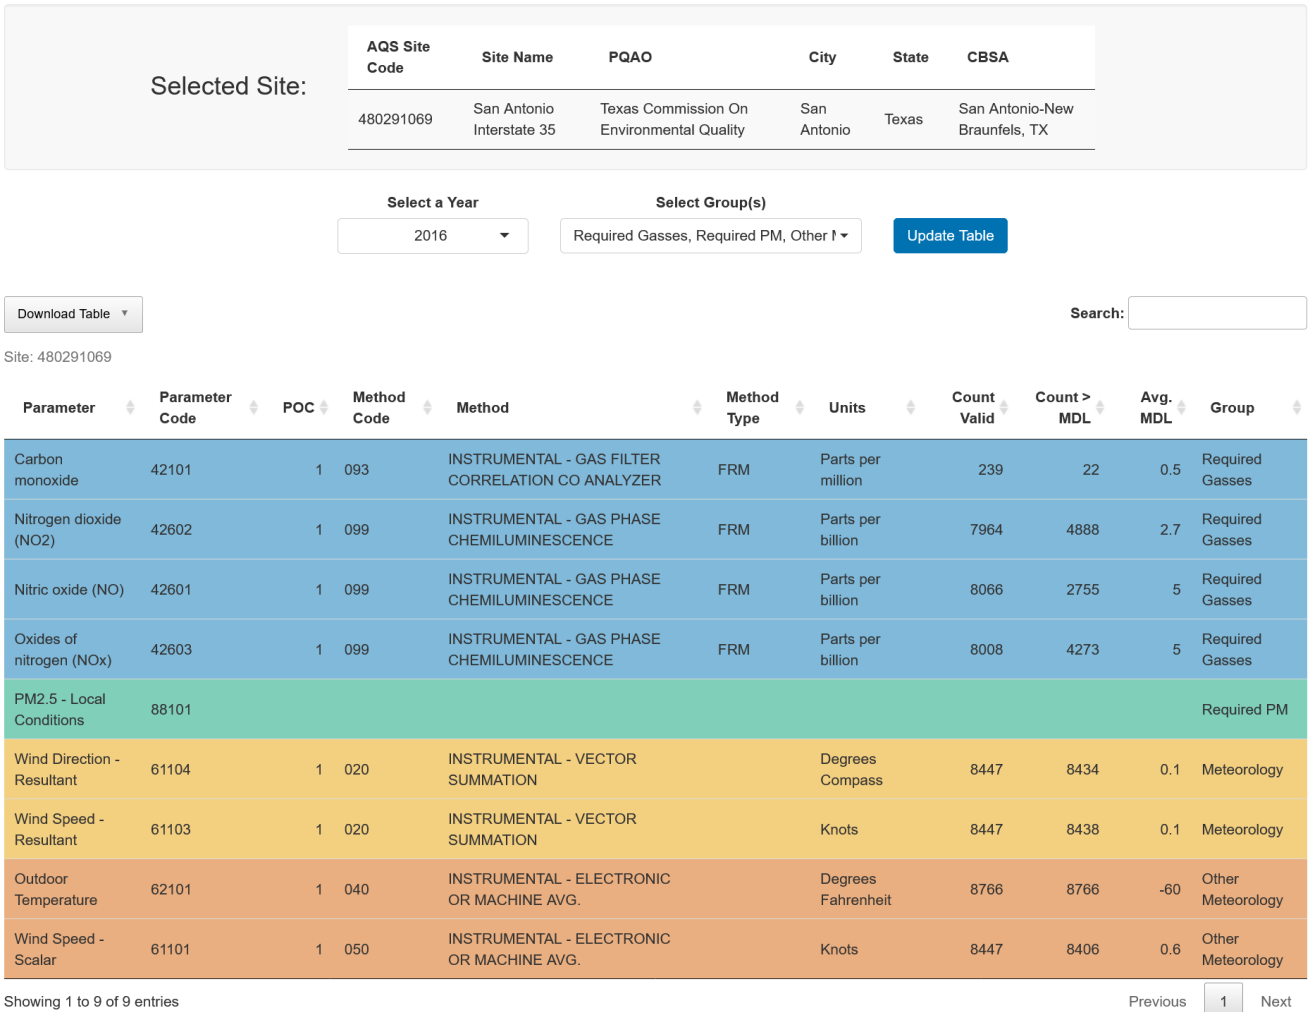 Selected Site:
AQS Site Code Site Name PQAO City State CBSA
480291069 San Antonio Interstate 35 Texas Commission On Environmental Quality San Antonio Texas San Antonio-New Braunfels, TX
Select a Year Select Group(s)
2016 Required Gasses, Required PM, Other Update Table
Download Table Search:
Site: 480291069
Parameter Parameter Code POC Method Code Method Method Type Units Count Valid Count > MDL Avg. MDL Group
Carbon monoxide 42101 1 093 INSTRUMENTAL - GAS FILTER CORRELATION CO ANALYZER FRM Parts per million 239 22 0.5 Required Gasses
Nitrogen dioxide (NO2) 42602 1 099 INSTRUMENTAL - GAS PHASE CHEMILUMINESCENCE FRM Parts per billion 7964 4888 2.7 Required Gasses
Nitric oxide (NO) 42601 1 099 INSTRUMENTAL - GAS PHASE CHEMILUMINESCENCE FRM Parts per billion 8066 2755 5 Required Gasses
Oxides of nitrogen (NOx) 42603 1 099 INSTRUMENTAL - GAS PHASE CHEMILUMINESCENCE FRM Parts per billion 8008 4273 5 Required Gasses
PM2.5 - Local Conditions 88101 Required PM
Wind Direction - Resultant 61104 1 020 INSTRUMENTAL - VECTOR SUMMATION Degrees Compass 8447 8434 0.1 Meteorology
Wind Speed - Resultant 61103 1 020 INSTRUMENTAL - VECTOR SUMMATION Knots 8447 8438 0.1 Meteorology
Outdoor Temperature 62101 1 040 INSTRUMENTAL - ELECTRONIC OR MACHINE AVG. Degrees Fahrenheit 8766 8766 -60 Other Meteorology
Wind Speed - Scalar 61101 1 050 INSTRUMENTAL - ELECTRONIC OR MACHINE AVG. Knots 8447 8406 0.6 Other Meteorology
Showing 1 to 9 of 9 entries Previous 1 Next